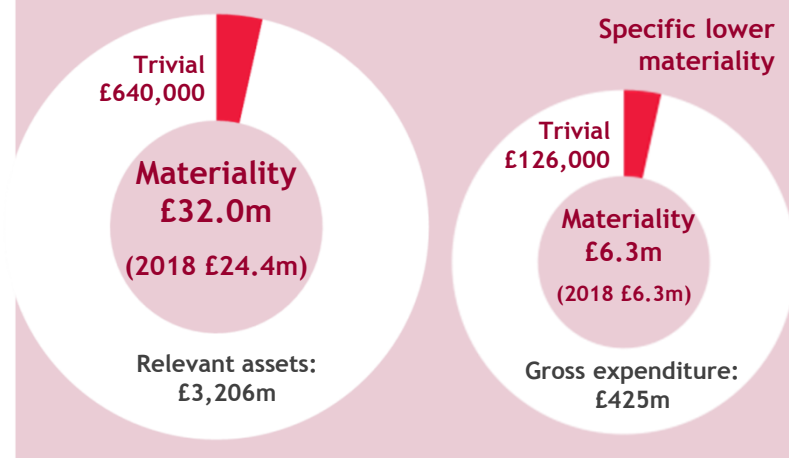 Trivial
£640,000
Materiality
£32.0m
(2018 £24.4m)
Relevant assets:
£3,206m
Specific lower
materiality
Trivial
£126,000
Materiality
£6.3m
(2018 £6.3m)
Gross expenditure:
£425m